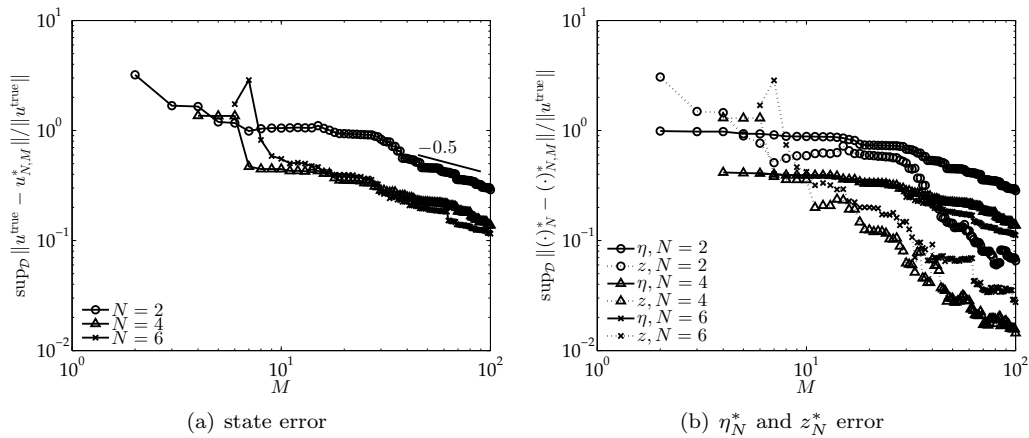 sup_𝒟 ||u^true − u*_{N,M}||/||u^true||
10^1
10^0
10^−1
10^−2
−0.5
N = 2
N = 4
N = 6
10^0
10^1
10^2
M
(a) state error
sup_𝒟 ||(·)*_N − (·)*_{N,M}||/||u^true||
10^1
10^0
10^−1
10^−2
η, N = 2
z, N = 2
η, N = 4
z, N = 4
η, N = 6
z, N = 6
10^0
10^1
10^2
M
(b) η*_N and z*_N error